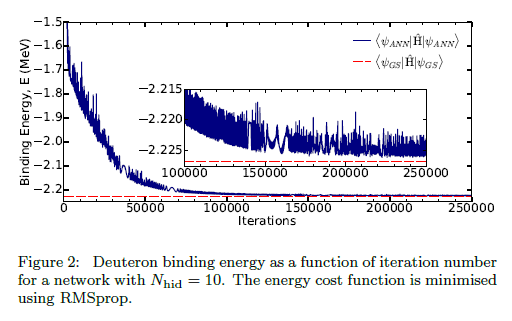 −1.5
−1.6
−1.7
−1.8
−1.9
−2.0
−2.1
−2.2
Binding Energy, E (MeV)
⟨ψ_ANN|Ĥ|ψ_ANN⟩
⟨ψ_GS|Ĥ|ψ_GS⟩
−2.215
−2.220
−2.225
100000 150000 200000 250000
0 50000 100000 150000 200000 250000
Iterations
Figure 2: Deuteron binding energy as a function of iteration number
for a network with N_hid = 10. The energy cost function is minimised
using RMSprop.